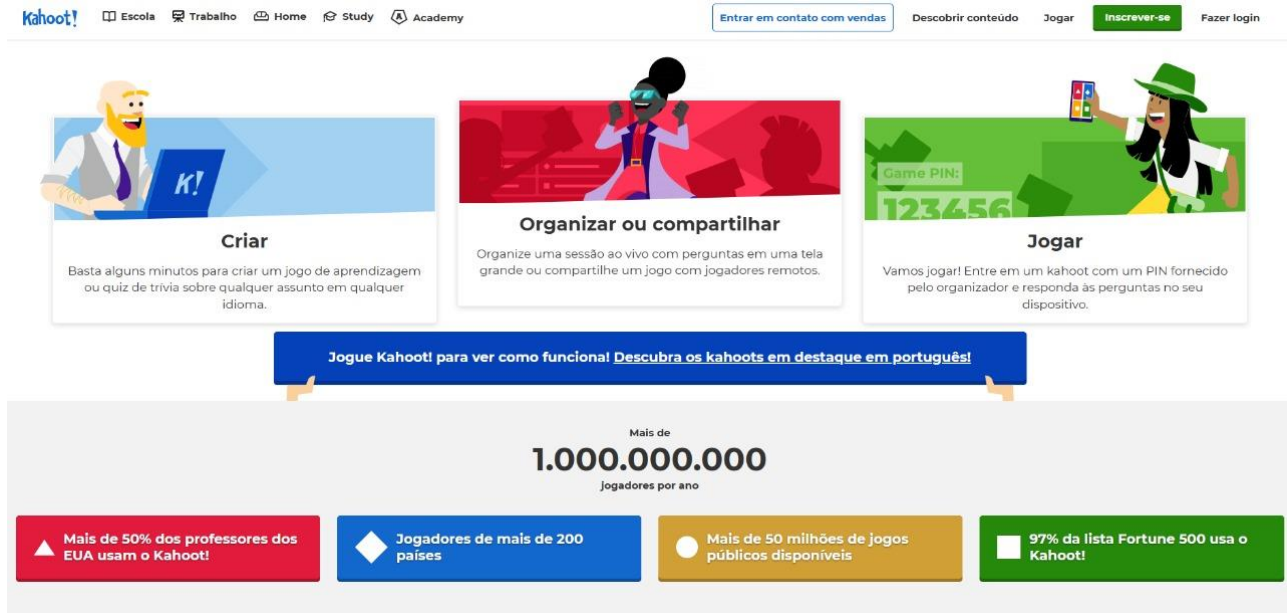 Kahoot! Escola Trabalho Home Study Academy Entrar em contato com vendas Descobrir conteúdo Jogar Inscrever-se Fazer login
K!
Game PIN:
123456
Criar
Basta alguns minutos para criar um jogo de aprendizagem
ou quiz de trívia sobre qualquer assunto em qualquer
idioma.
Organizar ou compartilhar
Organize uma sessão ao vivo com perguntas em uma tela
grande ou compartilhe um jogo com jogadores remotos.
Jogar
Vamos jogar! Entre em um kahoot com um PIN fornecido
pelo organizador e responda às perguntas no seu
dispositivo.
Jogue Kahoot! para ver como funciona! Descubra os kahoots em destaque em português!
Mais de
1.000.000.000
jogadores por ano
Mais de 50% dos professores dos
EUA usam o Kahoot!
Jogadores de mais de 200
países
Mais de 50 milhões de jogos
públicos disponíveis
97% da lista Fortune 500 usa o
Kahoot!